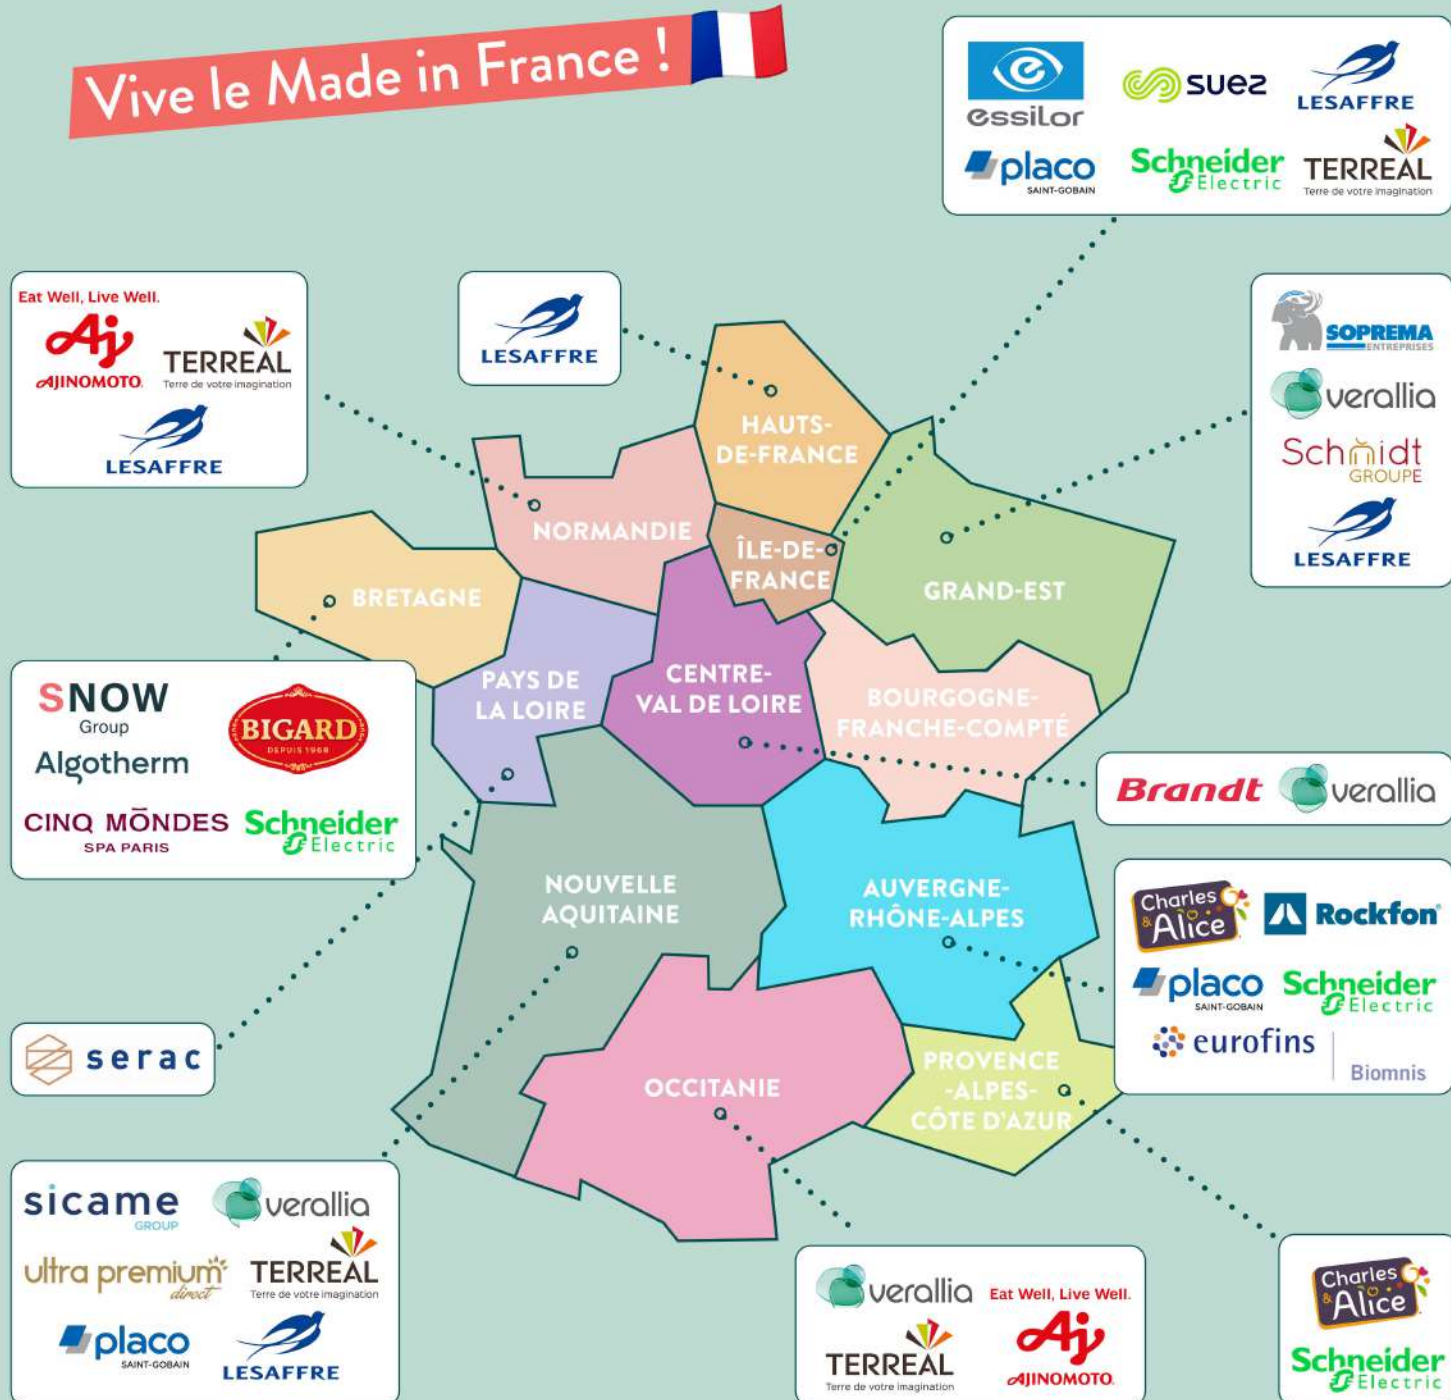 Vive le Made in France !
essilor
suez
LESAFFRE
placo
SAINT-GOBAIN
Schneider
Electric
TERREAL
Terre de votre imagination
Eat Well, Live Well.
Aj
AJINOMOTO
TERREAL
Terre de votre imagination
LESAFFRE
LESAFFRE
SOPREMA
ENTREPRISES
verallia
Schmidt
GROUPE
LESAFFRE
HAUTS-
DE-FRANCE
NORMANDIE
ÎLE-DE-
FRANCE
GRAND-EST
BRETAGNE
PAYS DE
LA LOIRE
CENTRE-
VAL DE LOIRE
BOURGOGNE-
FRANCHE-COMPTÉ
SNOW
Group
BIGARD
DEPUIS 1968
Algotherm
CINQ MONDES
SPA PARIS
Schneider
Electric
Brandt
verallia
NOUVELLE
AQUITAINE
AUVERGNE-
RHÔNE-ALPES
Charles
& Alice
Rockfon
placo
SAINT-GOBAIN
Schneider
Electric
eurofins
Biomnis
serac
OCCITANIE
PROVENCE
-ALPES-
CÔTE D'AZUR
sicame
GROUP
verallia
ultra premium
direct
TERREAL
Terre de votre imagination
placo
SAINT-GOBAIN
LESAFFRE
verallia
Eat Well, Live Well.
TERREAL
Terre de votre imagination
Aj
AJINOMOTO
Charles
& Alice
Schneider
Electric